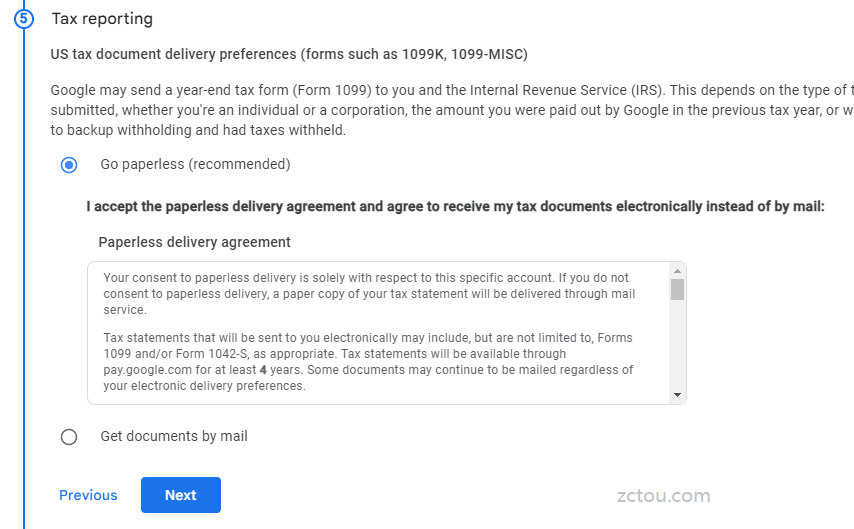 5 Tax reporting
US tax document delivery preferences (forms such as 1099K, 1099-MISC)
Google may send a year-end tax form (Form 1099) to you and the Internal Revenue Service (IRS). This depends on the type of
submitted, whether you're an individual or a corporation, the amount you were paid out by Google in the previous tax year, or
to backup withholding and had taxes withheld.
Go paperless (recommended)
I accept the paperless delivery agreement and agree to receive my tax documents electronically instead of by mail:
Paperless delivery agreement
Your consent to paperless delivery is solely with respect to this specific account. If you do not
consent to paperless delivery, a paper copy of your tax statement will be delivered through mail
service.
Tax statements that will be sent to you electronically may include, but are not limited to, Forms
1099 and/or Form 1042-S, as appropriate. Tax statements will be available through
pay.google.com for at least 4 years. Some documents may continue to be mailed regardless of
your electronic delivery preferences.
Get documents by mail
Previous Next
zctou.com